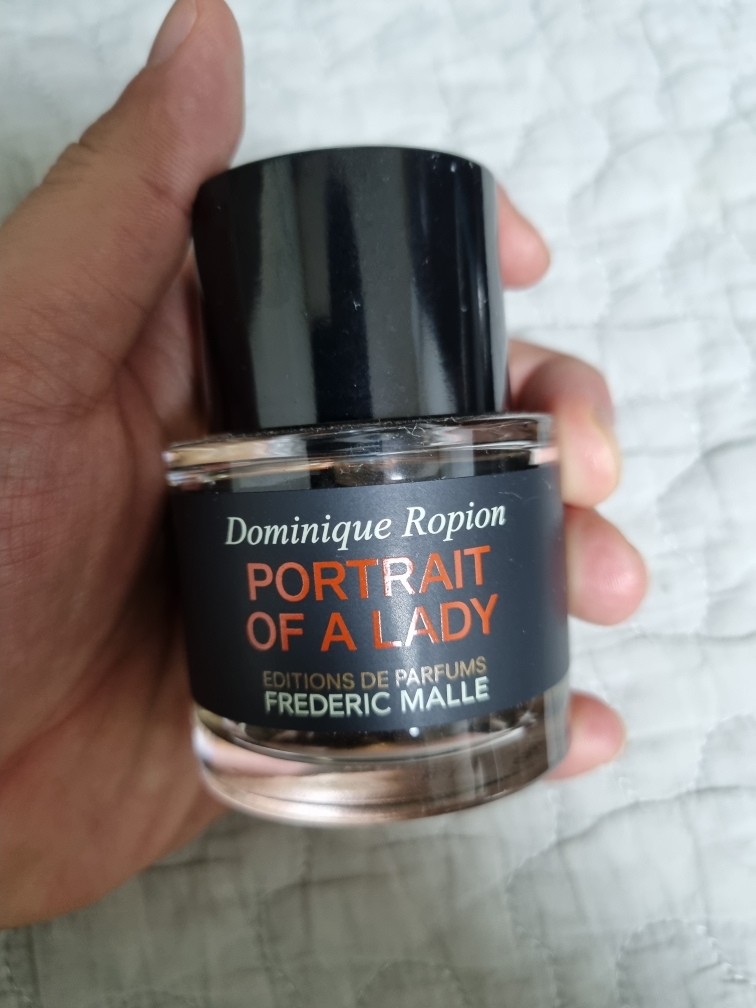 Dominique Ropion
PORTRAIT
OF A LADY
EDITIONS DE PARFUMS
FREDERIC MALLE